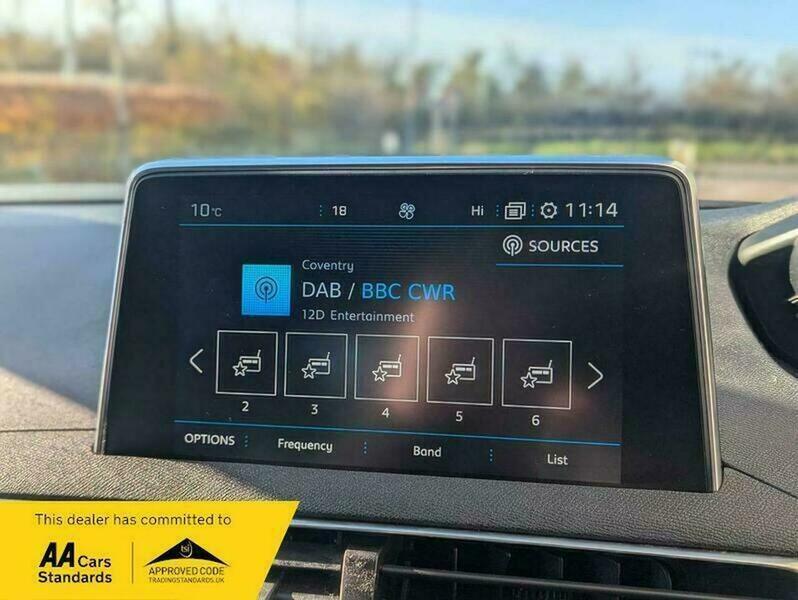 10°C 18 Hi 11:14
SOURCES
Coventry
DAB / BBC CWR
12D Entertainment
2 3 4 5 6
OPTIONS Frequency Band List
This dealer has committed to
AA Cars
Standards
tsi
APPROVED CODE
TRADINGSTANDARDS.UK